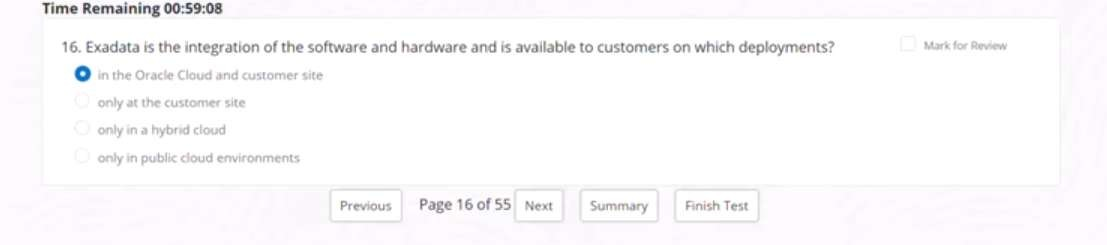 Time Remaining 00:59:08
16. Exadata is the integration of the software and hardware and is available to customers on which deployments?
Mark for Review
in the Oracle Cloud and customer site
only at the customer site
only in a hybrid cloud
only in public cloud environments
Previous Page 16 of 55 Next Summary Finish Test